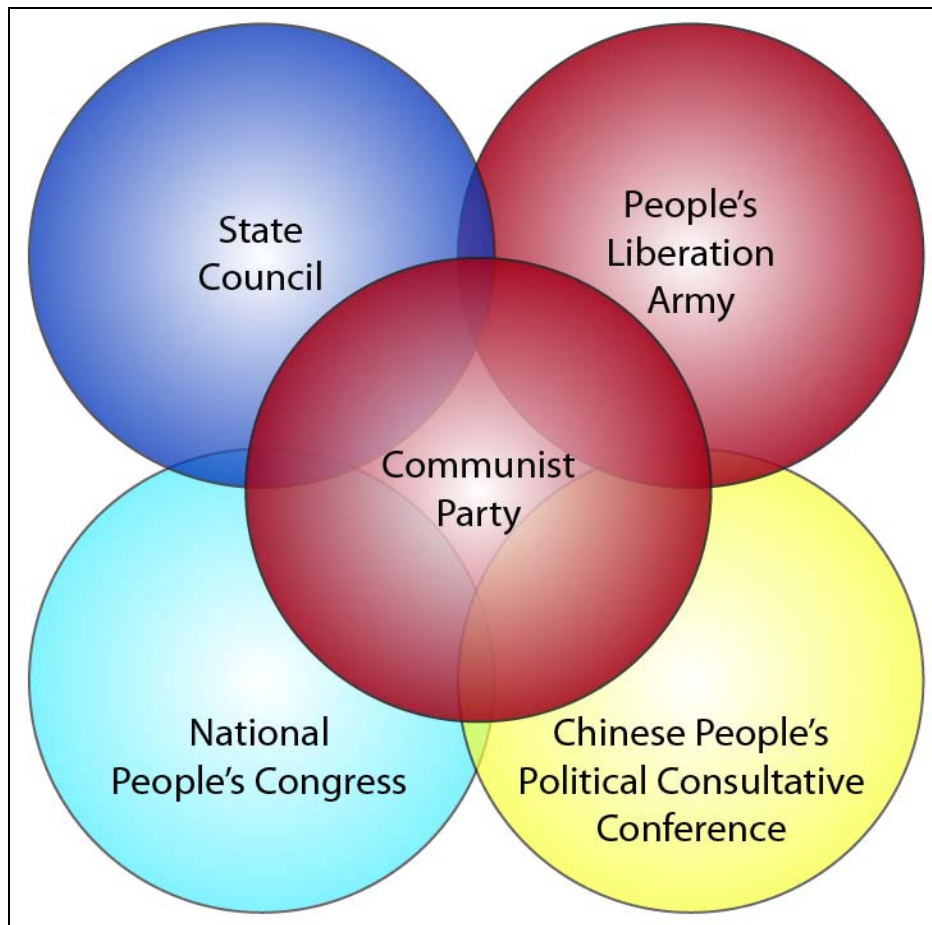 State
Council
People's
Liberation
Army
Communist
Party
National
People's Congress
Chinese People's
Political Consultative
Conference